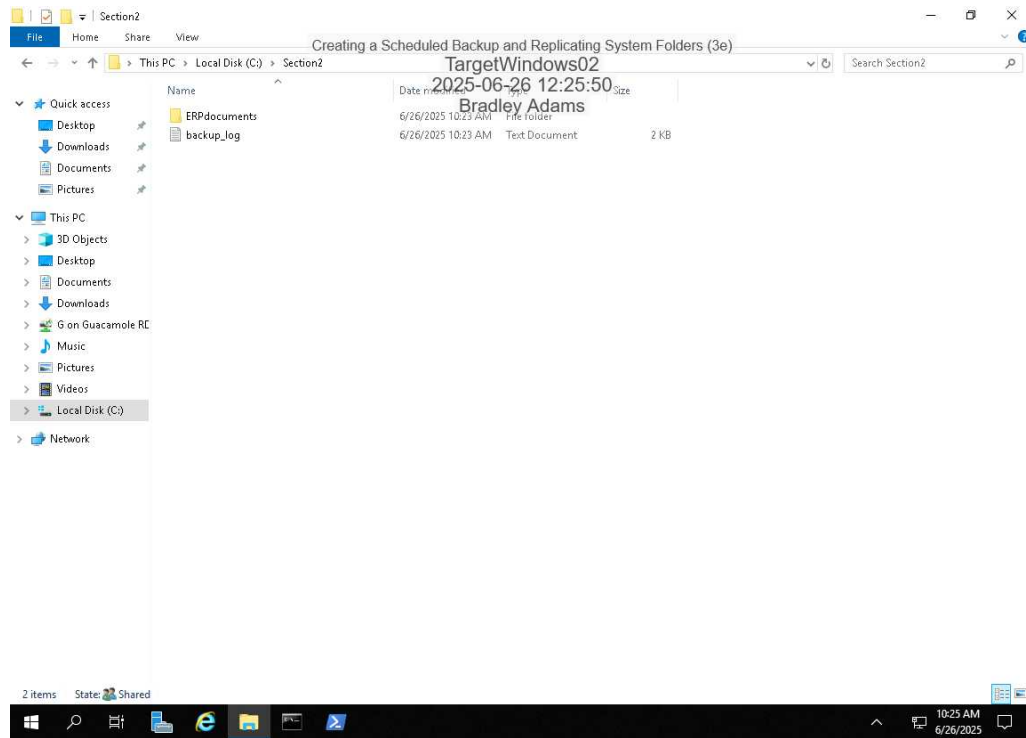 Section2
File Home Share View
Creating a Scheduled Backup and Replicating System Folders (3e)
TargetWindows02
2025-06-26 12:25:50
Bradley Adams
This PC > Local Disk (C:) > Section2
Search Section2
Name Date modified Type Size
ERPdocuments 6/26/2025 10:23 AM File folder
backup_log 6/26/2025 10:23 AM Text Document 2 KB
Quick access
Desktop
Downloads
Documents
Pictures
This PC
3D Objects
Desktop
Documents
Downloads
G on Guacamole RD
Music
Pictures
Videos
Local Disk (C:)
Network
2 items State: Shared
10:25 AM
6/26/2025